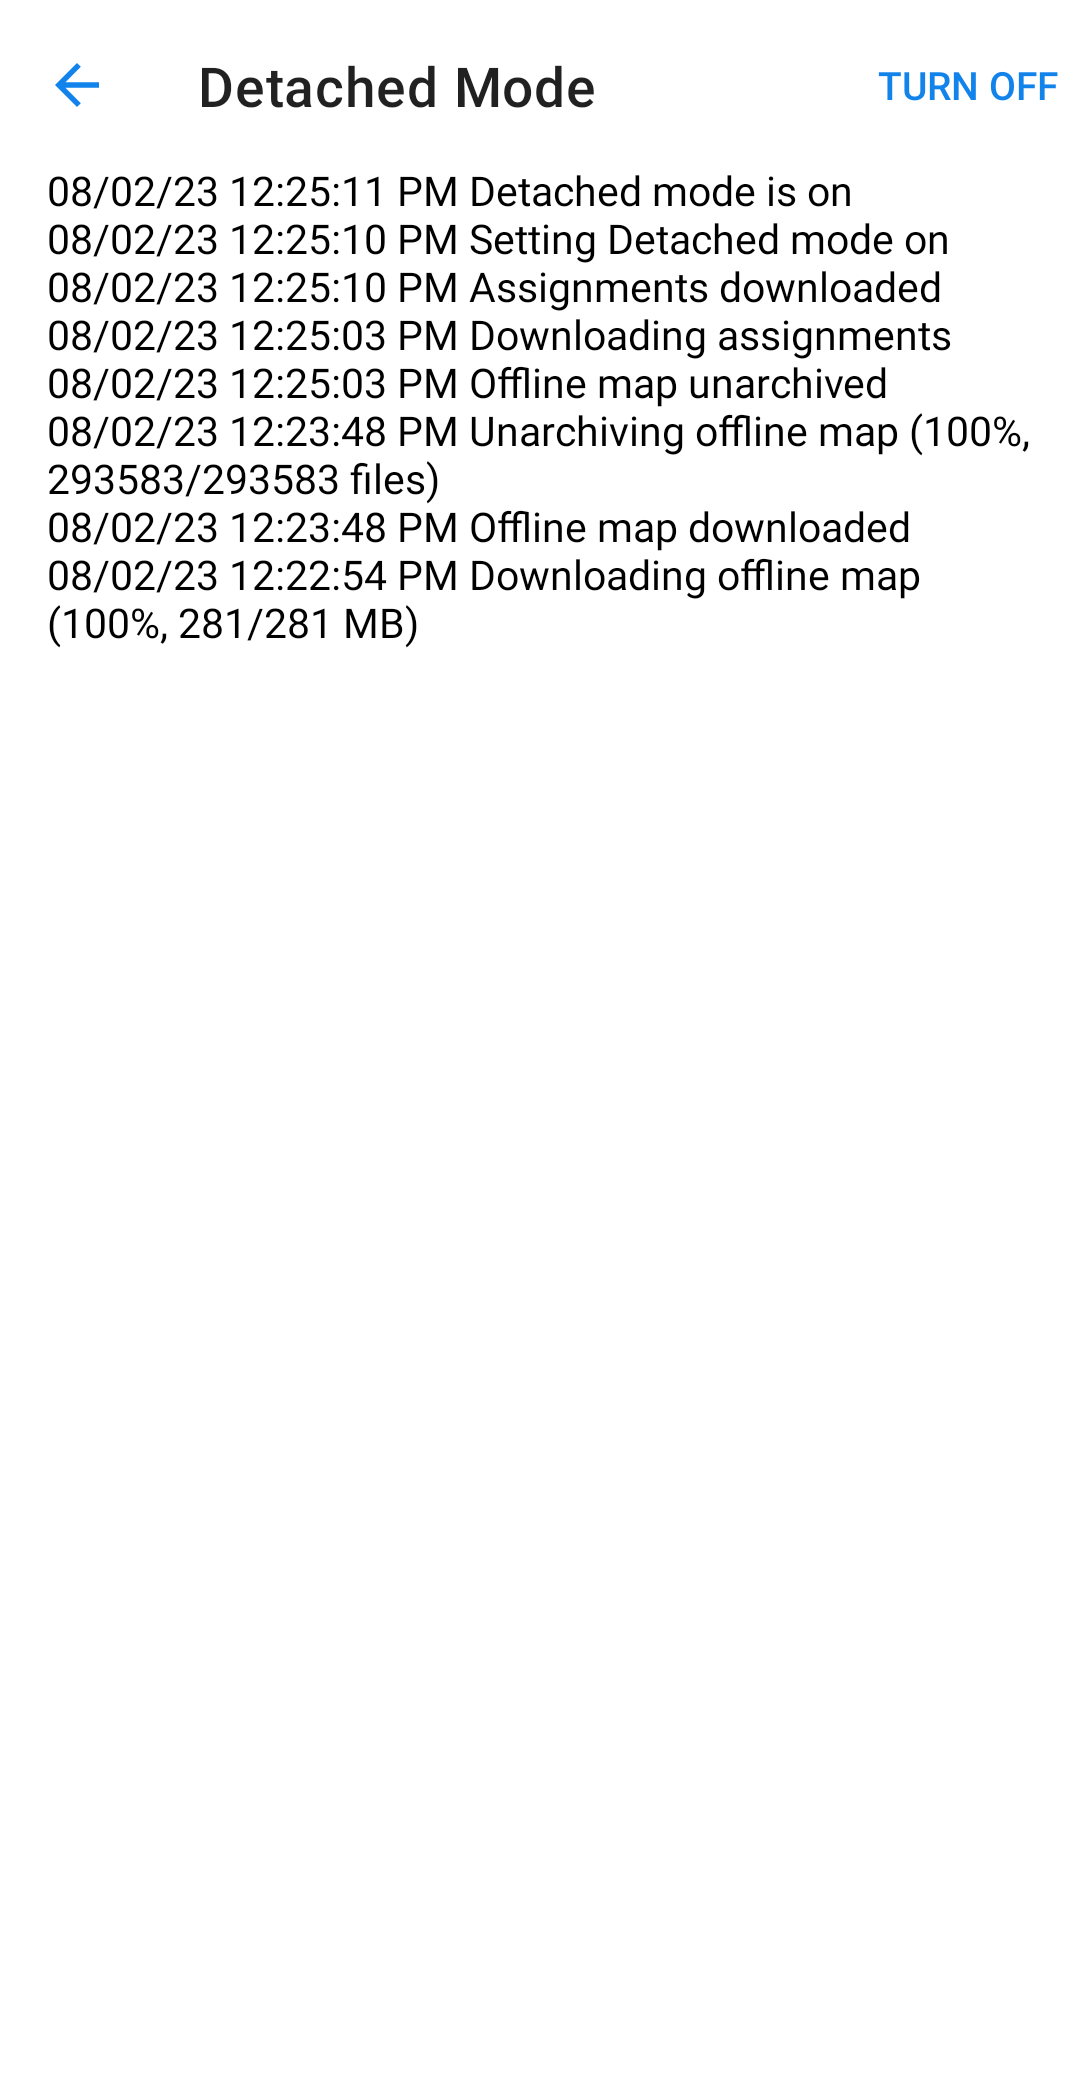 Detached Mode
TURN OFF
08/02/23 12:25:11 PM Detached mode is on
08/02/23 12:25:10 PM Setting Detached mode on
08/02/23 12:25:10 PM Assignments downloaded
08/02/23 12:25:03 PM Downloading assignments
08/02/23 12:25:03 PM Offline map unarchived
08/02/23 12:23:48 PM Unarchiving offline map (100%,
293583/293583 files)
08/02/23 12:23:48 PM Offline map downloaded
08/02/23 12:22:54 PM Downloading offline map
(100%, 281/281 MB)